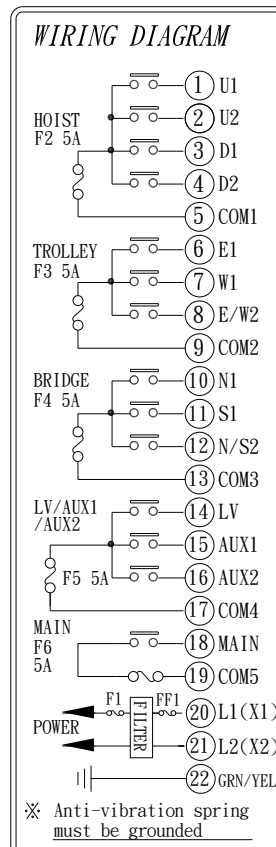 WIRING DIAGRAM
1 U1
HOIST
2 U2
F2 5A
3 D1
4 D2
5 COM1
6 E1
TROLLEY
F3 5A
7 W1
8 E/W2
9 COM2
BRIDGE
10 N1
F4 5A
11 S1
12 N/S2
13 COM3
LV/AUX1
/AUX2
14 LV
15 AUX1
F5 5A
16 AUX2
17 COM4
MAIN
F6
5A
18 MAIN
19 COM5
F1 FILTER FF1
20 L1(X1)
POWER
21 L2(X2)
22 GRN/YEL
※ Anti-vibration spring
must be grounded